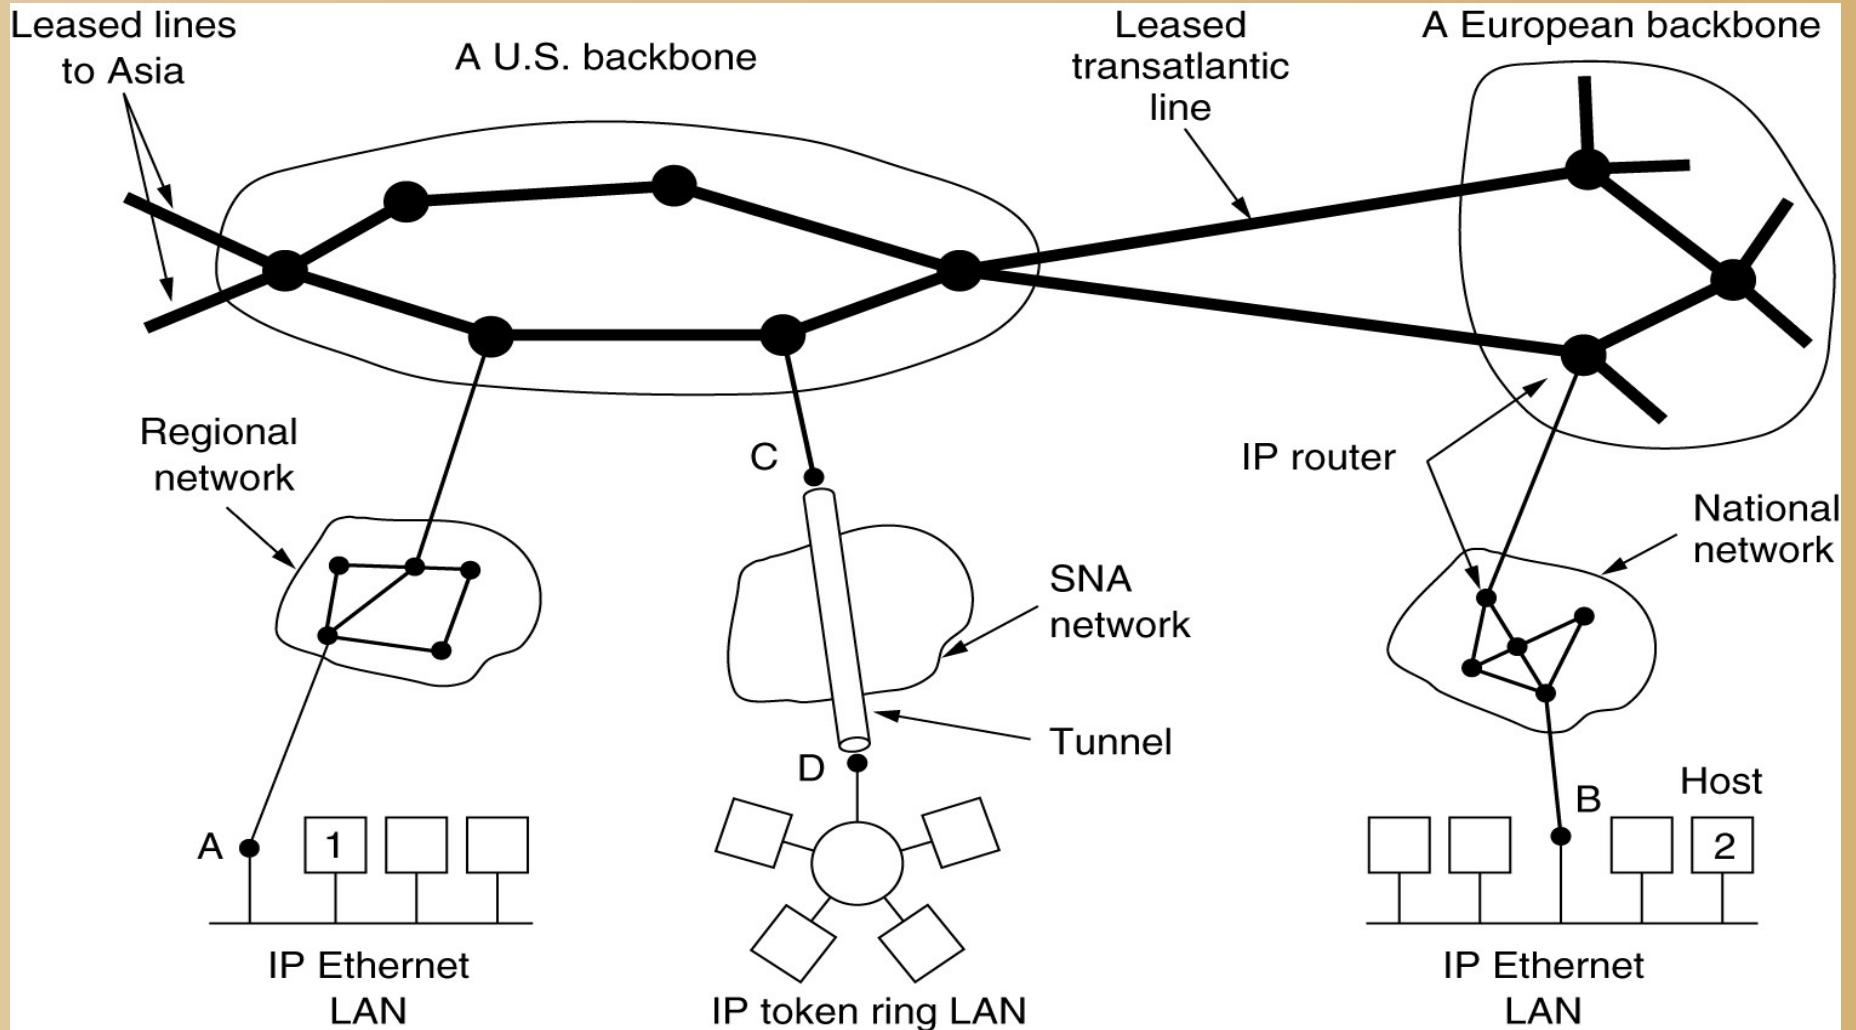 Leased lines
to Asia
A U.S. backbone
Leased
transatlantic
line
A European backbone
Regional
network
C
IP router
National
network
SNA
network
Tunnel
D
A
1
B
Host
2
IP Ethernet
LAN
IP token ring LAN
IP Ethernet
LAN